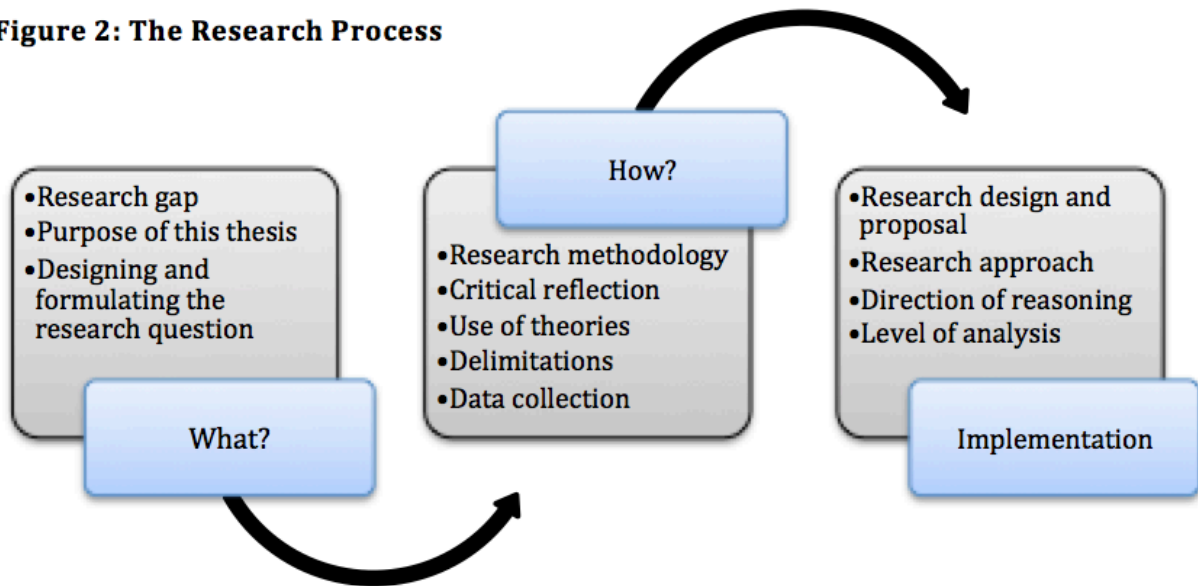 Figure 2: The Research Process
•Research gap
•Purpose of this thesis
•Designing and
formulating the
research question
What?
How?
•Research methodology
•Critical reflection
•Use of theories
•Delimitations
•Data collection
•Research design and
proposal
•Research approach
•Direction of reasoning
•Level of analysis
Implementation